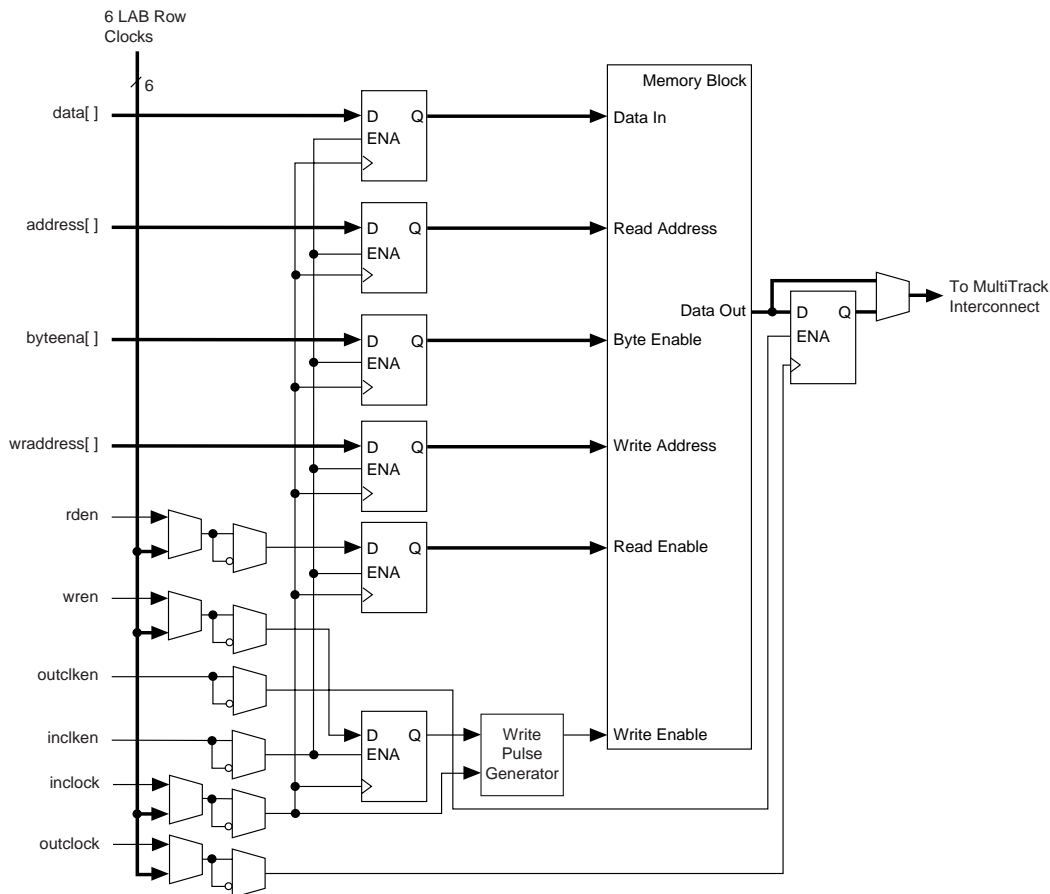 6 LAB Row
Clocks
6
Memory Block
data[ ]
D Q
ENA
Data In
address[ ]
D Q
ENA
Read Address
To MultiTrack
Interconnect
Data Out
D Q
ENA
byteena[ ]
D Q
ENA
Byte Enable
wraddress[ ]
D Q
ENA
Write Address
rden
D Q
ENA
Read Enable
wren
outclken
inclken
D Q
ENA
Write
Pulse
Generator
Write Enable
inclock
outclock